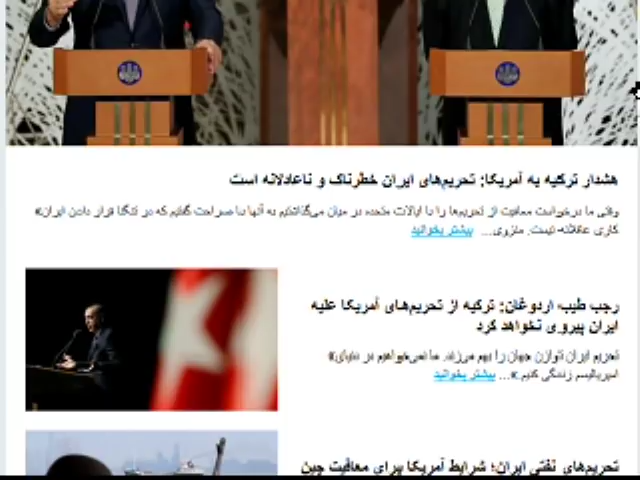 هشدار ترکیه به آمریکا: تحریم‌های ایران خطرناک و ناعادلانه است
وقتی ما درخواست معافیت از تحریم‌ها را با ایالات متحده در میان می‌گذاشتیم به آنها با صراحت گفتیم که در تنگنا قرار دادن ایران
کاری عاقلانه نیست. منزوی... بیشتر بخوانید
رجب طیب اردوغان: ترکیه از تحریم‌های آمریکا علیه
ایران پیروی نخواهد کرد
تحریم ایران توازن جهان را بهم می‌زند. ما نمی‌خواهیم در دنیای
امپریالیسم زندگی کنیم»... بیشتر بخوانید
تحریم‌های نفتی ایران؛ شرایط آمریکا برای معافیت چین